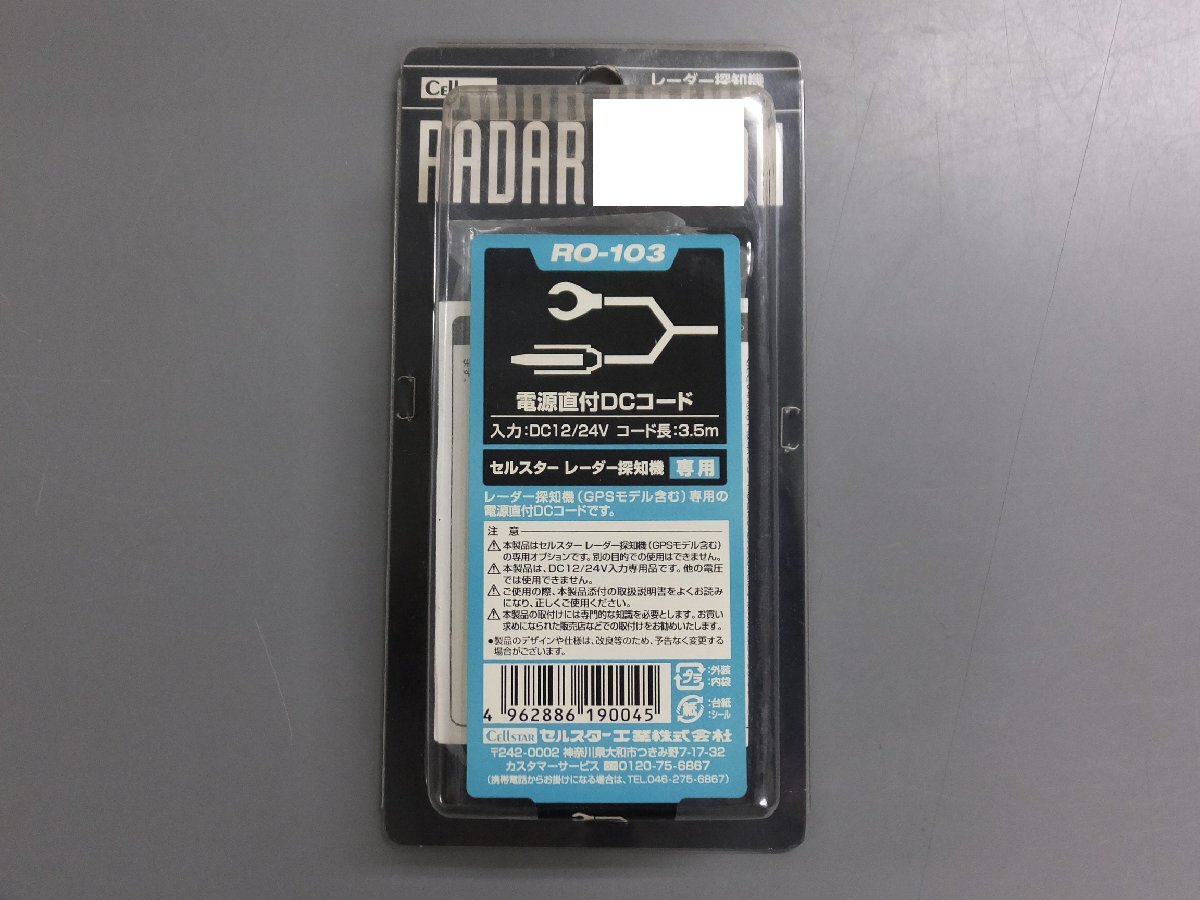 レーダー探知機
RADAR
RO-103
電源直付DCコード
入力:DC12/24V コード長:3.5m
セルスター レーダー探知機 専用
レーダー探知機(GPSモデル含む)専用の
電源直付DCコードです。
注 意
⚠本製品はセルスター レーダー探知機(GPSモデル含む)
の専用オプションです。別の目的での使用はできません。
⚠本製品は、DC12/24V入力専用品です。他の電圧
では使用できません。
⚠ご使用の際、本製品添付の取扱説明書をよくお読み
になり、正しくご使用ください。
⚠本製品の取付けには専門的な知識を必要とします。お買い
求めになられた販売店などでの取付けをお勧めいたします。
●製品のデザインや仕様は、改良等のため、予告なく変更する
場合がございます。
プラ :外装
:内袋
紙 :台紙
:シール
4 962886 190045
CELLSTAR セルスター工業株式会社
〒242-0002 神奈川県大和市つきみ野7-17-32
カスタマーサービス 0120-75-6867
(携帯電話からお掛けになる場合は、TEL.046-275-6867)